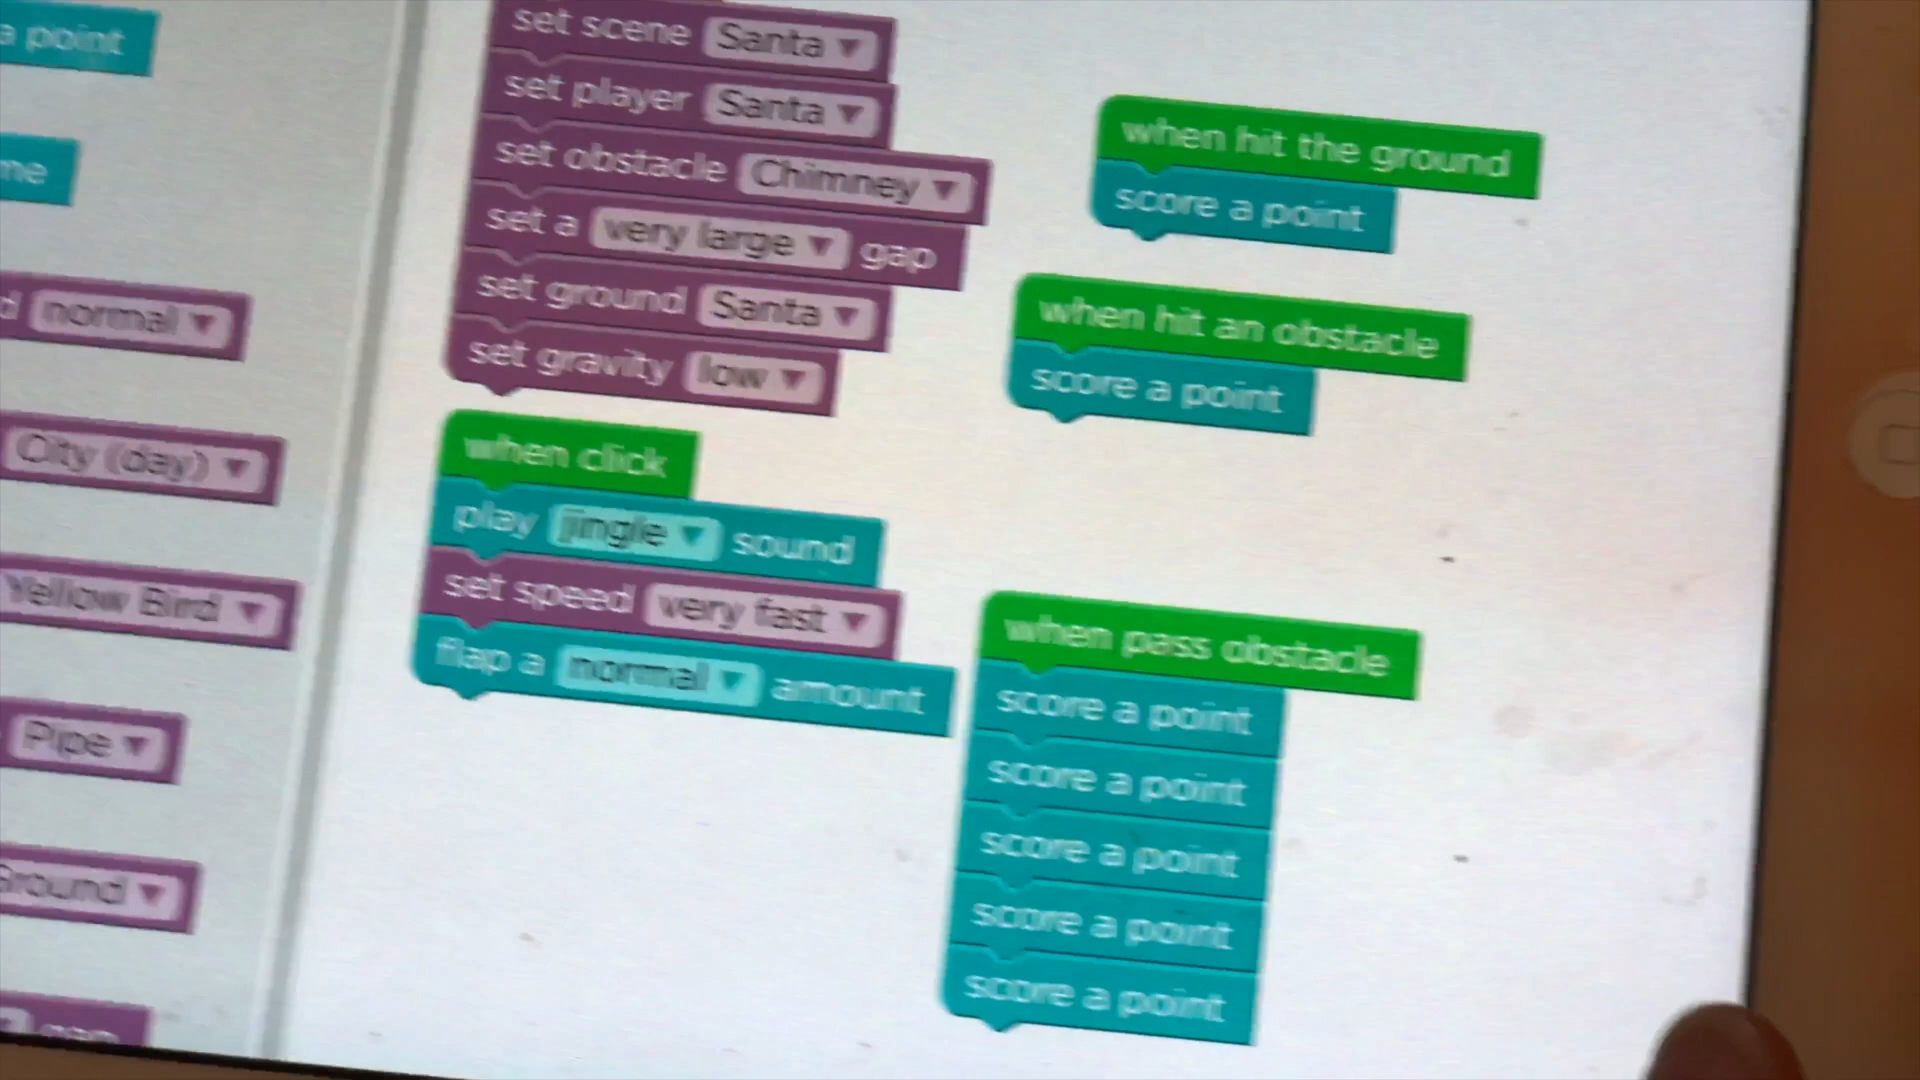 a point
me
normal
City (day)
Yellow Bird
Pipe
Ground
set scene Santa
set player Santa
set obstacle Chimney
set a very large gap
set ground Santa
set gravity low
when click
play jingle sound
set speed very fast
flap a normal amount
when hit the ground
score a point
when hit an obstacle
score a point
when pass obstacle
score a point
score a point
score a point
score a point
score a point